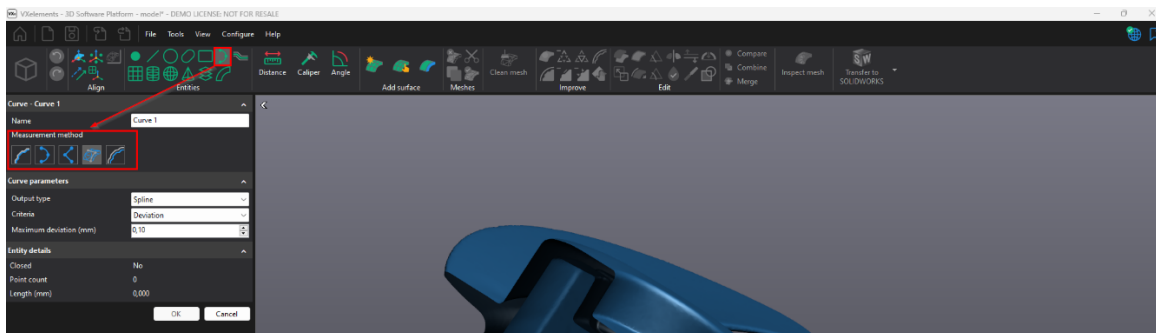 VXelements - 3D Software Platform - model* - DEMO LICENSE: NOT FOR RESALE
File Tools View Configure Help
Distance Caliper Angle
Clean mesh
Compare
Combine
Merge
Inspect mesh
Transfer to
SOLIDWORKS
Align Entities Add surface Meshes Improve Edit
Curve - Curve 1
Name Curve 1
Measurement method
Curve parameters
Output type Spline
Criteria Deviation
Maximum deviation (mm) 0,10
Entity details
Closed No
Point count 0
Length (mm) 0,000
OK Cancel